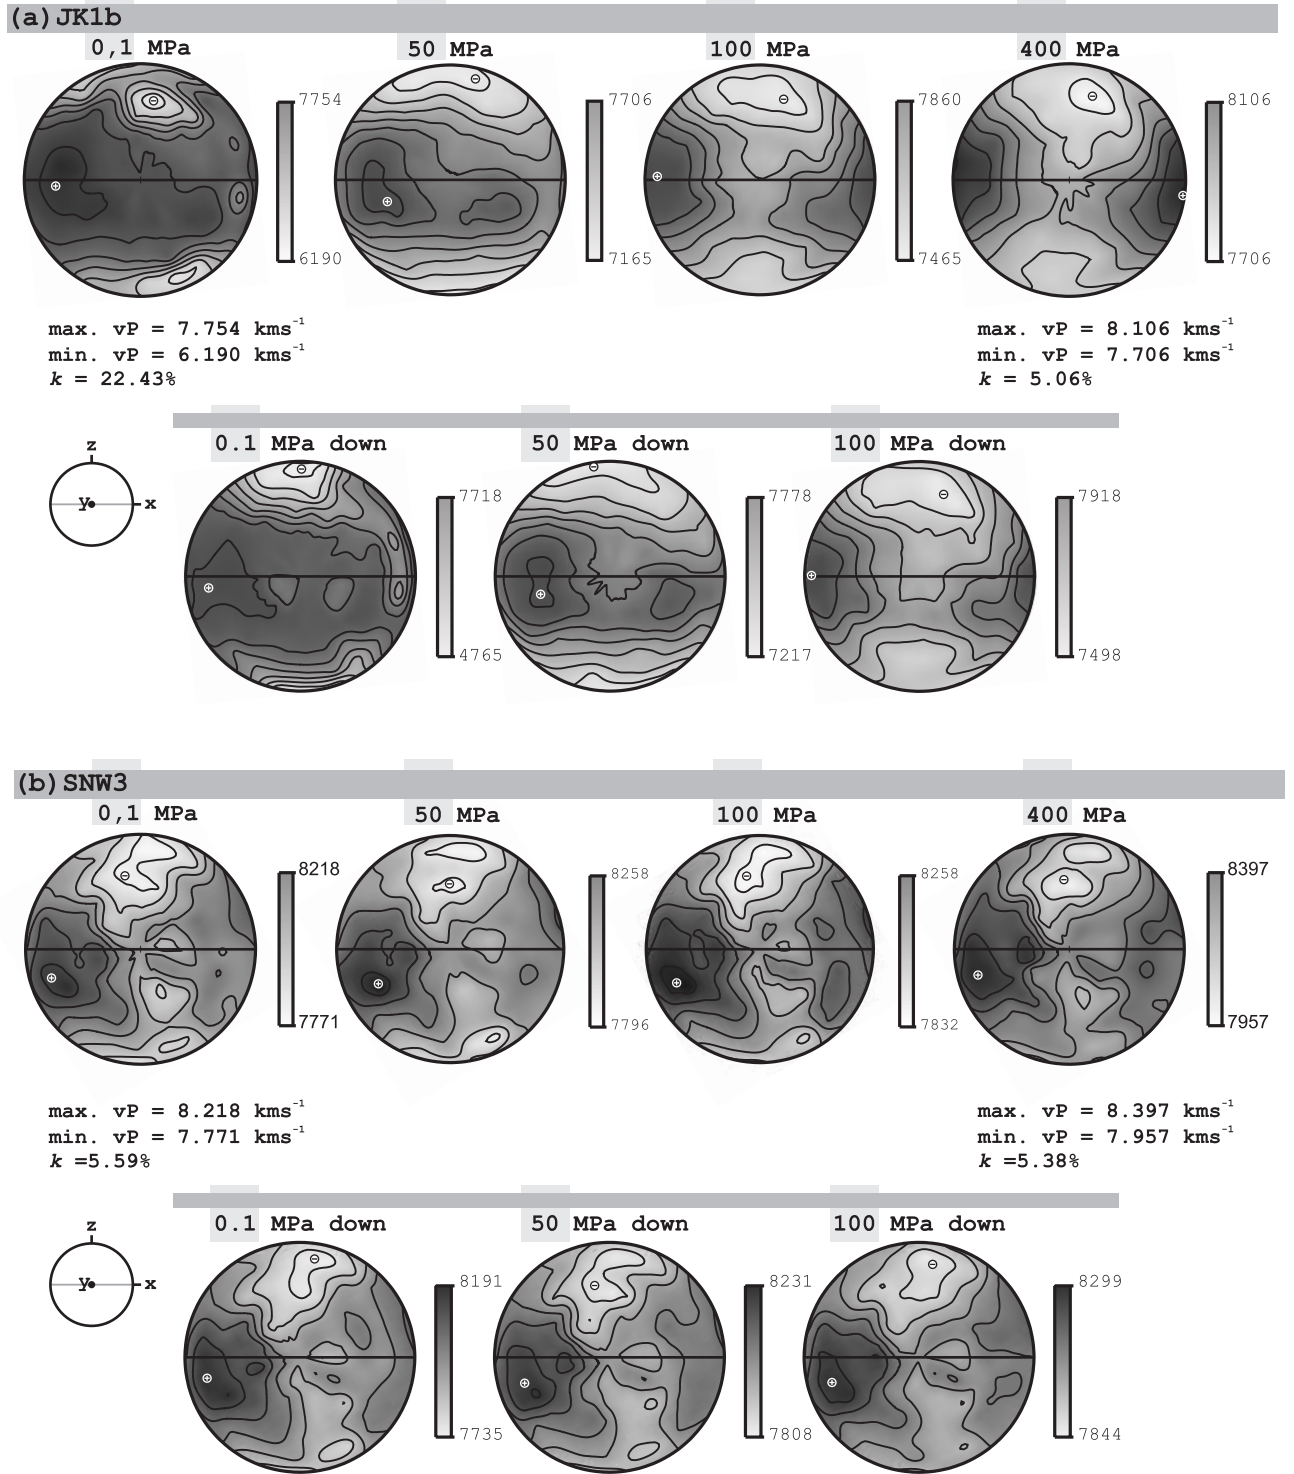 (a) JK1b
0,1 MPa 50 MPa 100 MPa 400 MPa
7754 7706 7860 8106
6190 7165 7465 7706
max. vP = 7.754 kms⁻¹ max. vP = 8.106 kms⁻¹
min. vP = 6.190 kms⁻¹ min. vP = 7.706 kms⁻¹
k = 22.43% k = 5.06%
0.1 MPa down 50 MPa down 100 MPa down
z
7718 7778 7918
y x
4765 7217 7498
(b) SNW3
0,1 MPa 50 MPa 100 MPa 400 MPa
8218 8258 8258 8397
7771 7796 7832 7957
max. vP = 8.218 kms⁻¹ max. vP = 8.397 kms⁻¹
min. vP = 7.771 kms⁻¹ min. vP = 7.957 kms⁻¹
k =5.59% k =5.38%
0.1 MPa down 50 MPa down 100 MPa down
z
8191 8231 8299
y x
7735 7808 7844